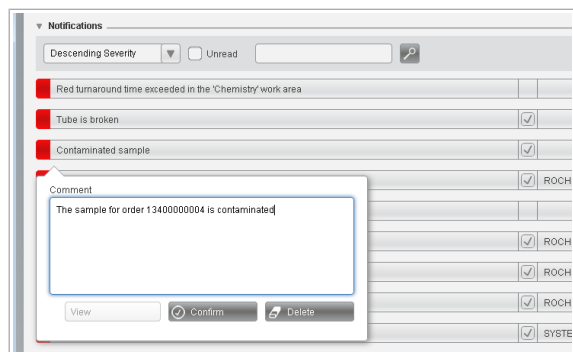 Notifications
Descending Severity
Unread
Red turnaround time exceeded in the 'Chemistry' work area
Tube is broken
Contaminated sample
ROCH
Comment
The sample for order 13400000004 is contaminated
ROCH
ROCH
ROCH
View
Confirm
Delete
SYSTE